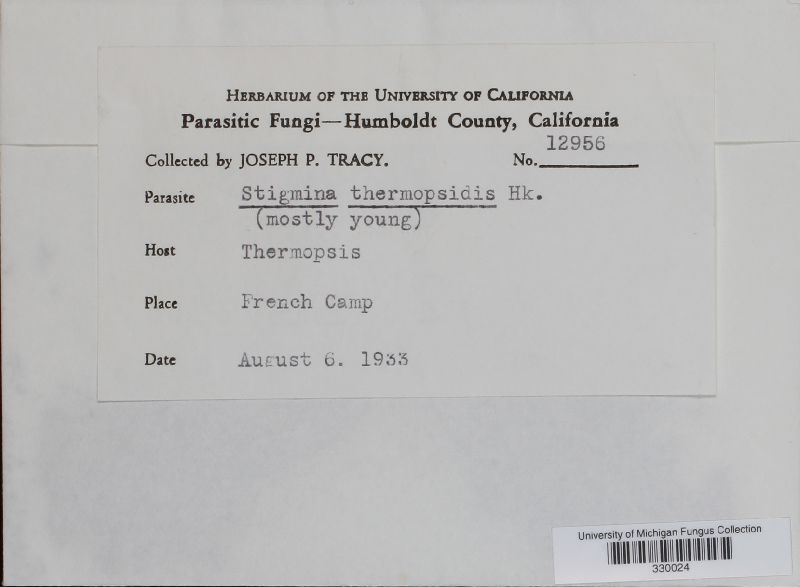 HERBARIUM OF THE UNIVERSITY OF CALIFORNIA
Parasitic Fungi—Humboldt County, California
12956
Collected by JOSEPH P. TRACY. No.
Parasite Stigmina thermopsidis Hk.
(mostly young)
Host Thermopsis
Place French Camp
Date August 6. 1933
University of Michigan Fungus Collection
330024